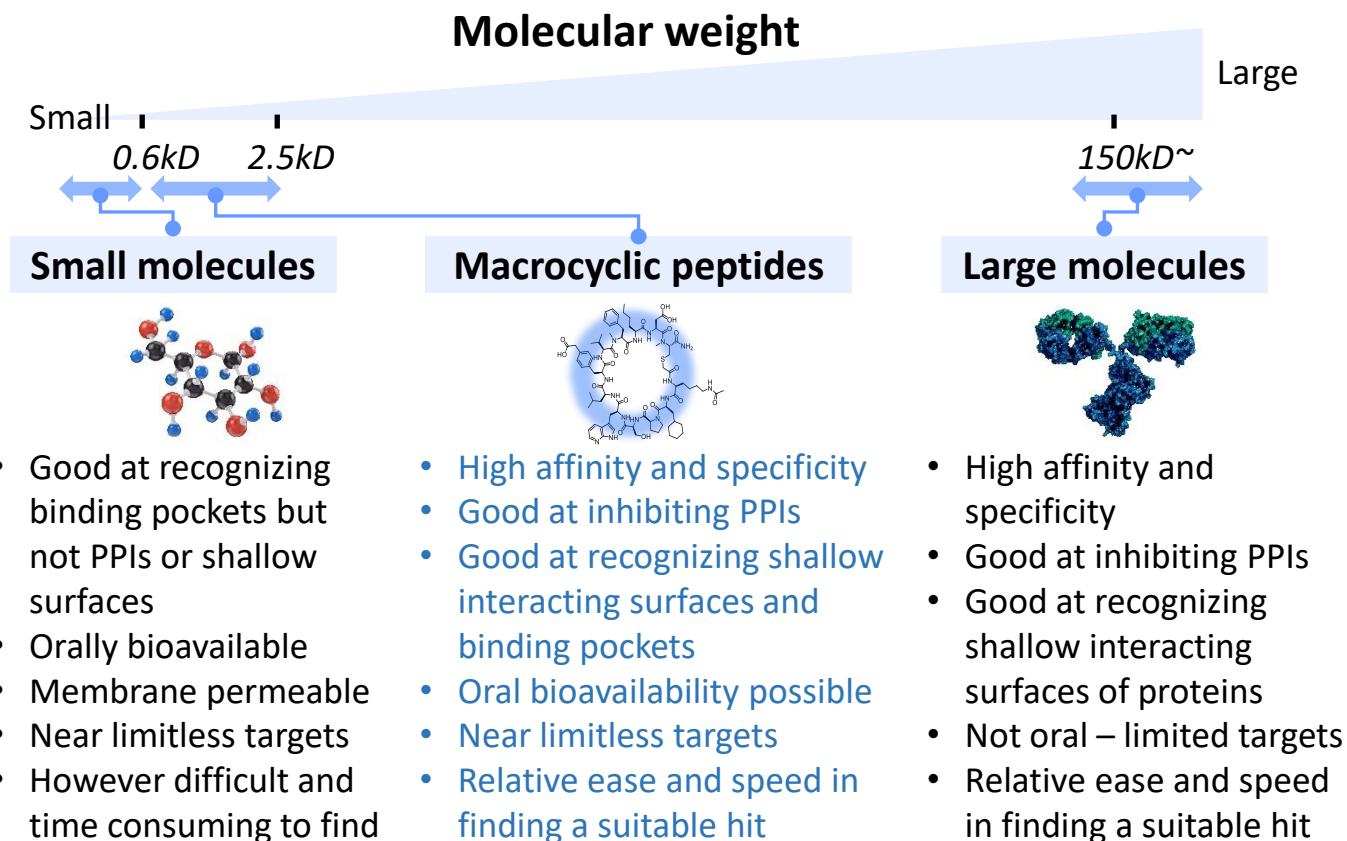 Molecular weight
Small
Large
0.6kD
2.5kD
150kD~
Small molecules
• Good at recognizing
binding pockets but
not PPIs or shallow
surfaces
• Orally bioavailable
• Membrane permeable
• Near limitless targets
• However difficult and
time consuming to find
Macrocyclic peptides
• High affinity and specificity
• Good at inhibiting PPIs
• Good at recognizing shallow
interacting surfaces and
binding pockets
• Oral bioavailability possible
• Near limitless targets
• Relative ease and speed in
finding a suitable hit
Large molecules
• High affinity and
specificity
• Good at inhibiting PPIs
• Good at recognizing
shallow interacting
surfaces of proteins
• Not oral – limited targets
• Relative ease and speed
in finding a suitable hit